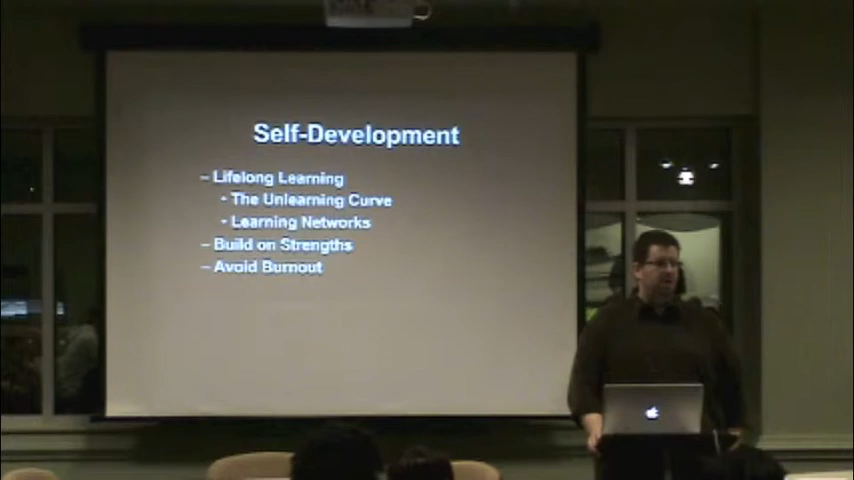 Self-Development
– Lifelong Learning
- The Unlearning Curve
- Learning Networks
– Build on Strengths
– Avoid Burnout